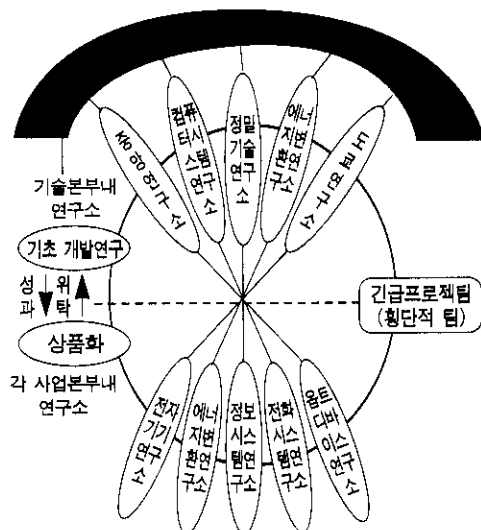 중앙연구소
컴퓨
터시
스템
연구
소
정밀
기술
연구
소
에너
지변
환연
구소
기술본부내
연구소
기초 개발연구
성과
위탁
상품화
각 사업본부내
연구소
긴급프로젝팀
(횡단적 팀)
전자
기기
연구
소
에너
지변
환연
구소
정보
시스
템연
구소
전화
시스
템연
구소
옵트
디바
이스
연구
소